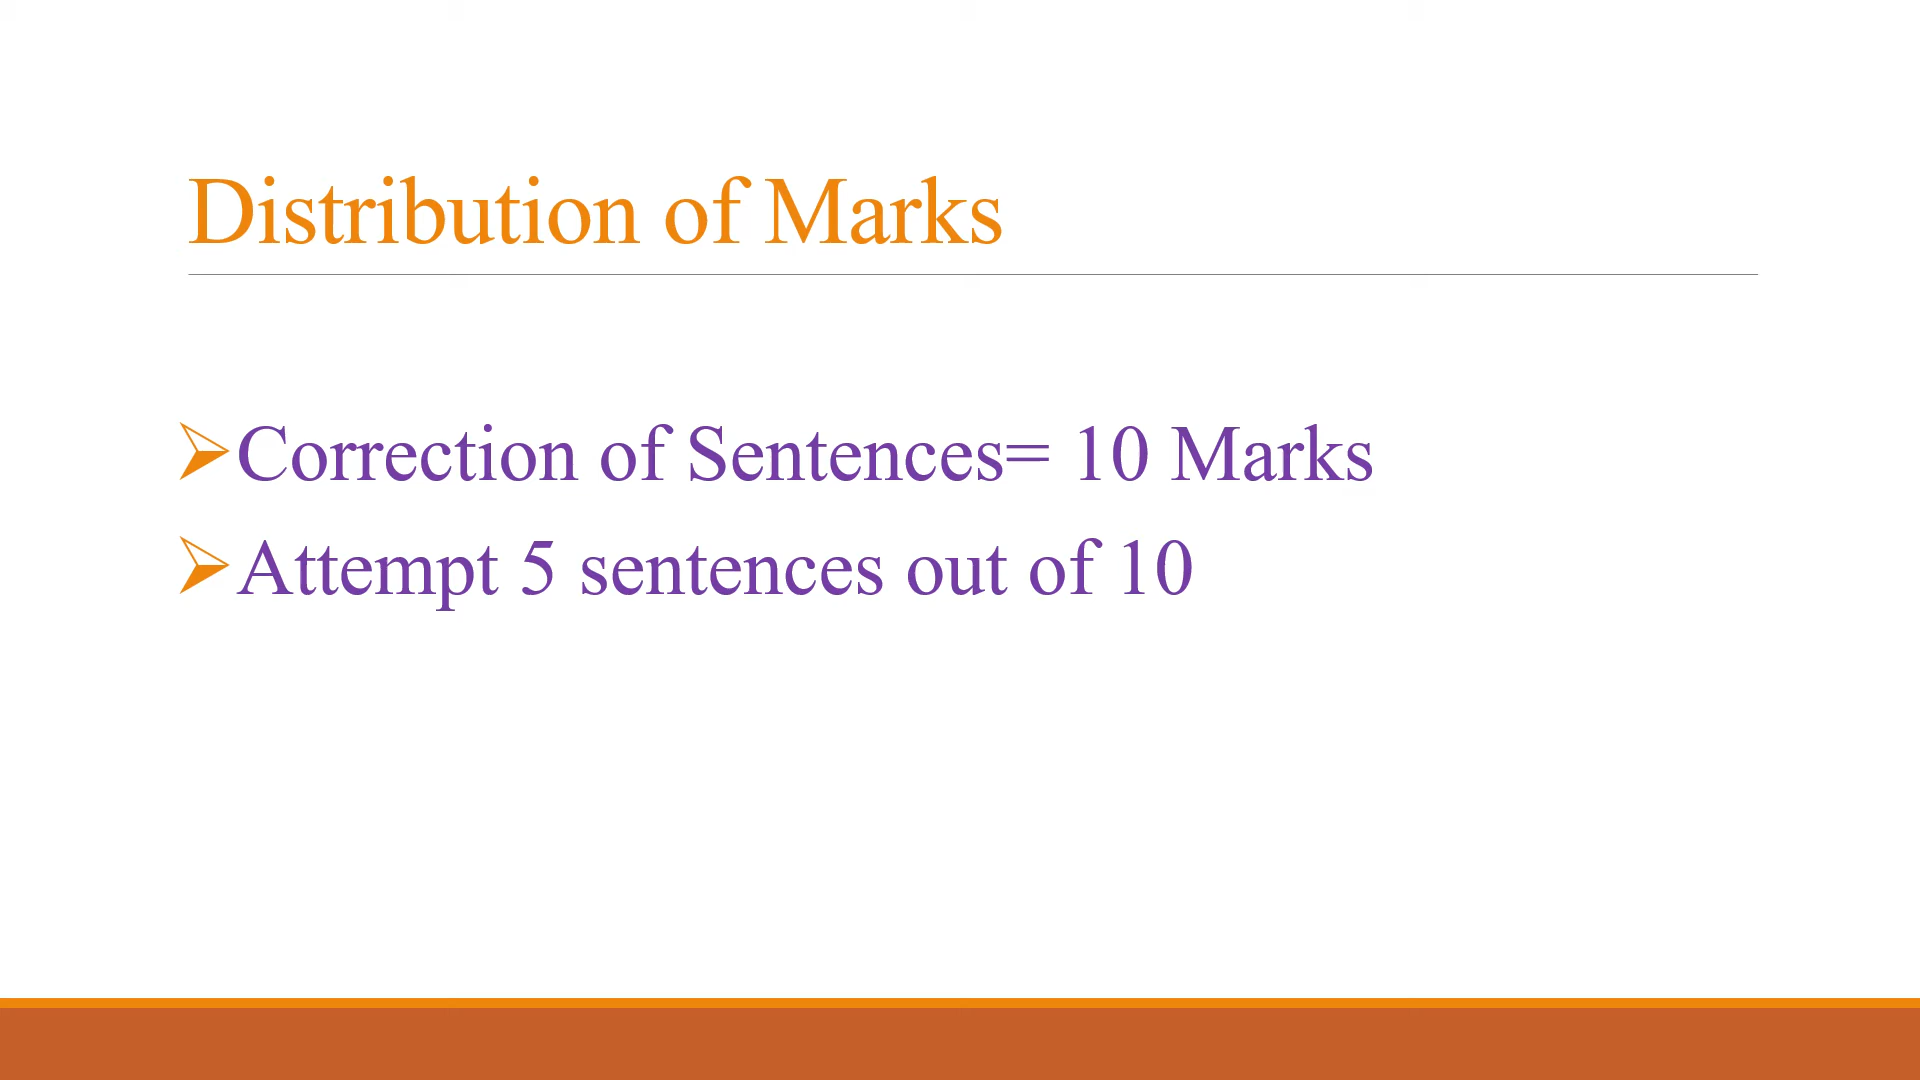 Distribution of Marks
Correction of Sentences= 10 Marks
Attempt 5 sentences out of 10